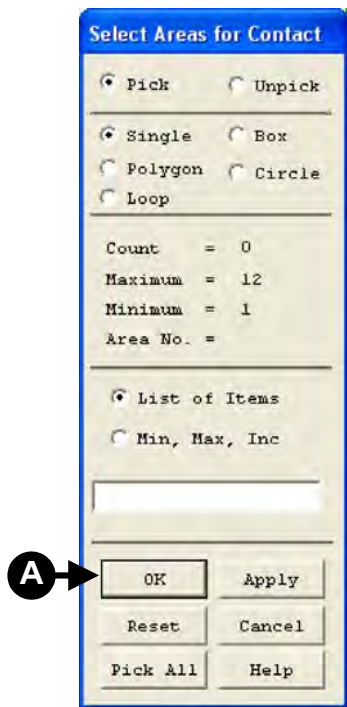 Select Areas for Contact
Pick Unpick
Single Box
Polygon Circle
Loop
Count = 0
Maximum = 12
Minimum = 1
Area No. =
List of Items
Min, Max, Inc
A OK Apply
Reset Cancel
Pick All Help